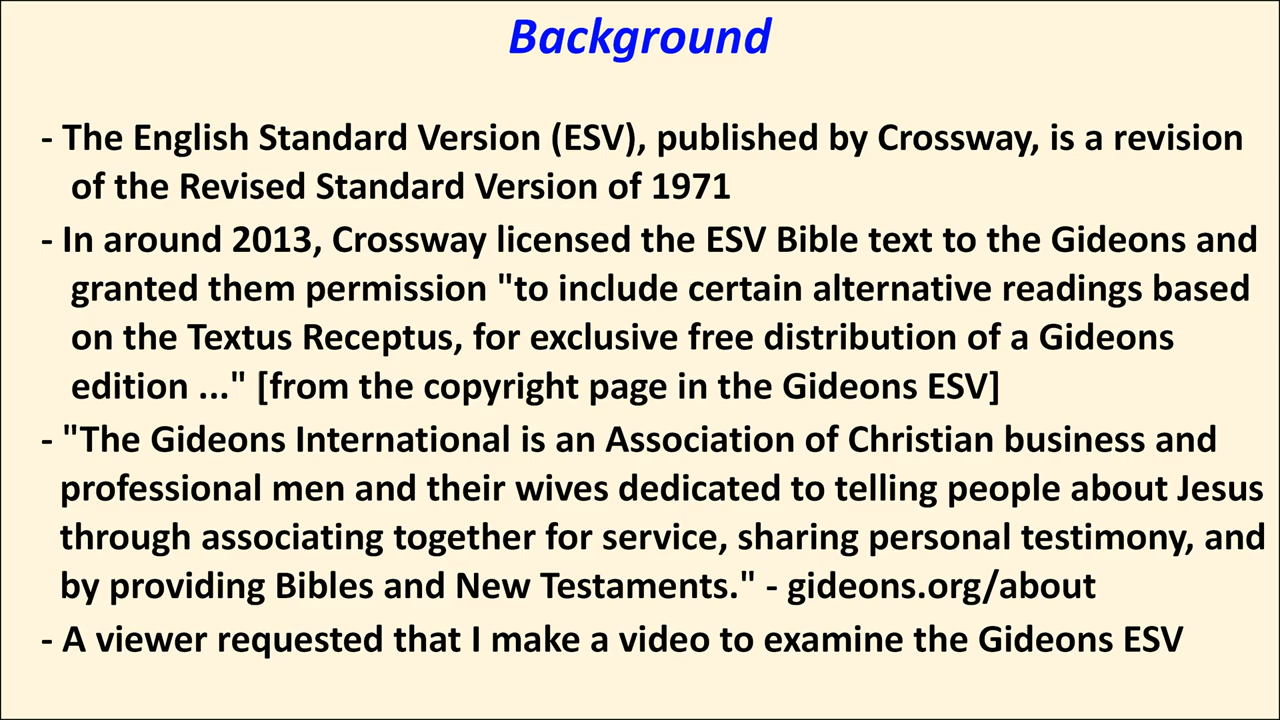 Background
- The English Standard Version (ESV), published by Crossway, is a revision
of the Revised Standard Version of 1971
- In around 2013, Crossway licensed the ESV Bible text to the Gideons and
granted them permission "to include certain alternative readings based
on the Textus Receptus, for exclusive free distribution of a Gideons
edition ..." [from the copyright page in the Gideons ESV]
- "The Gideons International is an Association of Christian business and
professional men and their wives dedicated to telling people about Jesus
through associating together for service, sharing personal testimony, and
by providing Bibles and New Testaments." - gideons.org/about
- A viewer requested that I make a video to examine the Gideons ESV